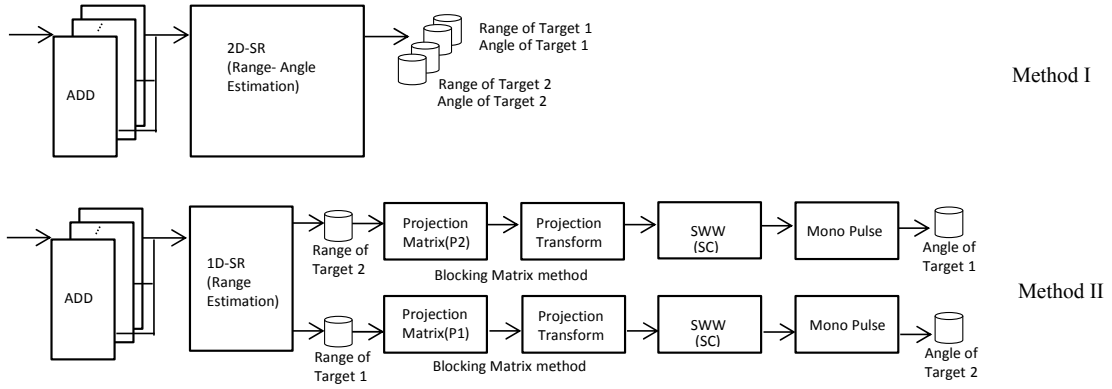 ADD
2D-SR
(Range- Angle
Estimation)
Range of Target 1
Angle of Target 1
Range of Target 2
Angle of Target 2
Method I
ADD
1D-SR
(Range
Estimation)
Range of
Target 2
Projection
Matrix(P2)
Projection
Transform
Blocking Matrix method
SWW
(SC)
Mono Pulse
Angle of
Target 1
Method II
Range of
Target 1
Projection
Matrix(P1)
Projection
Transform
Blocking Matrix method
SWW
(SC)
Mono Pulse
Angle of
Target 2